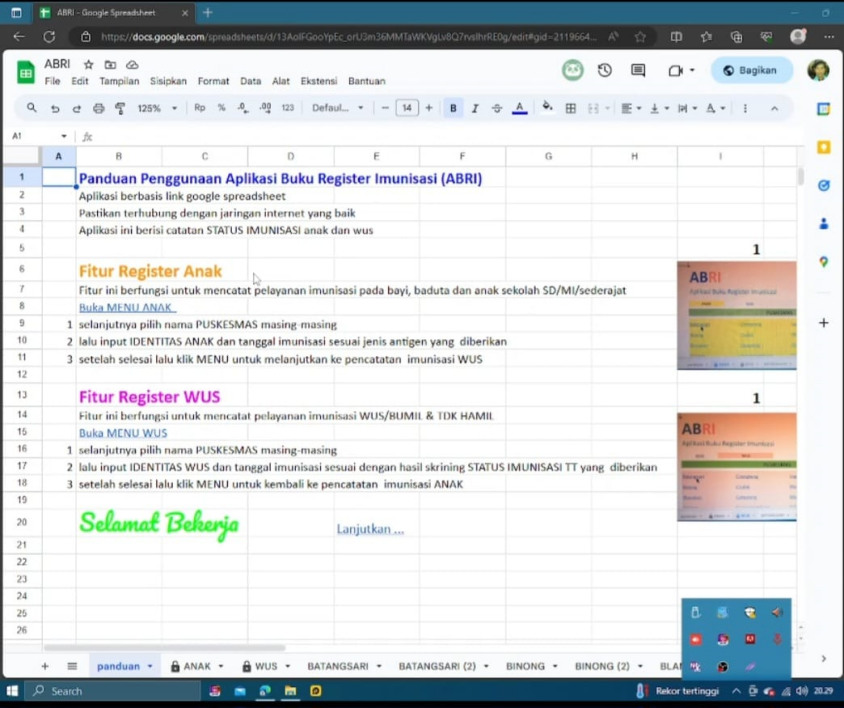 ABRI - Google Spreadsheet
https://docs.google.com/spreadsheets/d/
ABRI
File Edit Tampilan Sisipkan Format Data Alat Ekstensi Bantuan
Bagikan
125% Rp % .0 .00 123 Defaul... 14 B I A
A1 fx
A B C D E F G H I
1 Panduan Penggunaan Aplikasi Buku Register Imunisasi (ABRI)
2 Aplikasi berbasis link google spreadsheet
3 Pastikan terhubung dengan jaringan internet yang baik
4 Aplikasi ini berisi catatan STATUS IMUNISASI anak dan wus
5 1
6 Fitur Register Anak
7 Fitur ini berfungsi untuk mencatat pelayanan imunisasi pada bayi, baduta dan anak sekolah SD/MI/sederajat
8 Buka MENU ANAK
9 1 selanjutnya pilih nama PUSKESMAS masing-masing
10 2 lalu input IDENTITAS ANAK dan tanggal imunisasi sesuai jenis antigen yang diberikan
11 3 setelah selesai lalu klik MENU untuk melanjutkan ke pencatatan imunisasi WUS
12
ABRI
Aplikasi Buku Register Imunisasi
13 Fitur Register WUS 1
14 Fitur ini berfungsi untuk mencatat pelayanan imunisasi WUS/BUMIL & TDK HAMIL
15 Buka MENU WUS
16 1 selanjutnya pilih nama PUSKESMAS masing-masing
17 2 lalu input IDENTITAS WUS dan tanggal imunisasi sesuai dengan hasil skrining STATUS IMUNISASI TT yang diberikan
18 3 setelah selesai lalu klik MENU untuk kembali ke pencatatan imunisasi ANAK
19
ABRI
Aplikasi Buku Register Imunisasi
20 Selamat Bekerja Lanjutkan ...
21
22
23
24
25
26
panduan ANAK WUS BATANGSARI BATANGSARI (2) BINONG BINONG (2) BLA
Search Rekor tertinggi 20.29